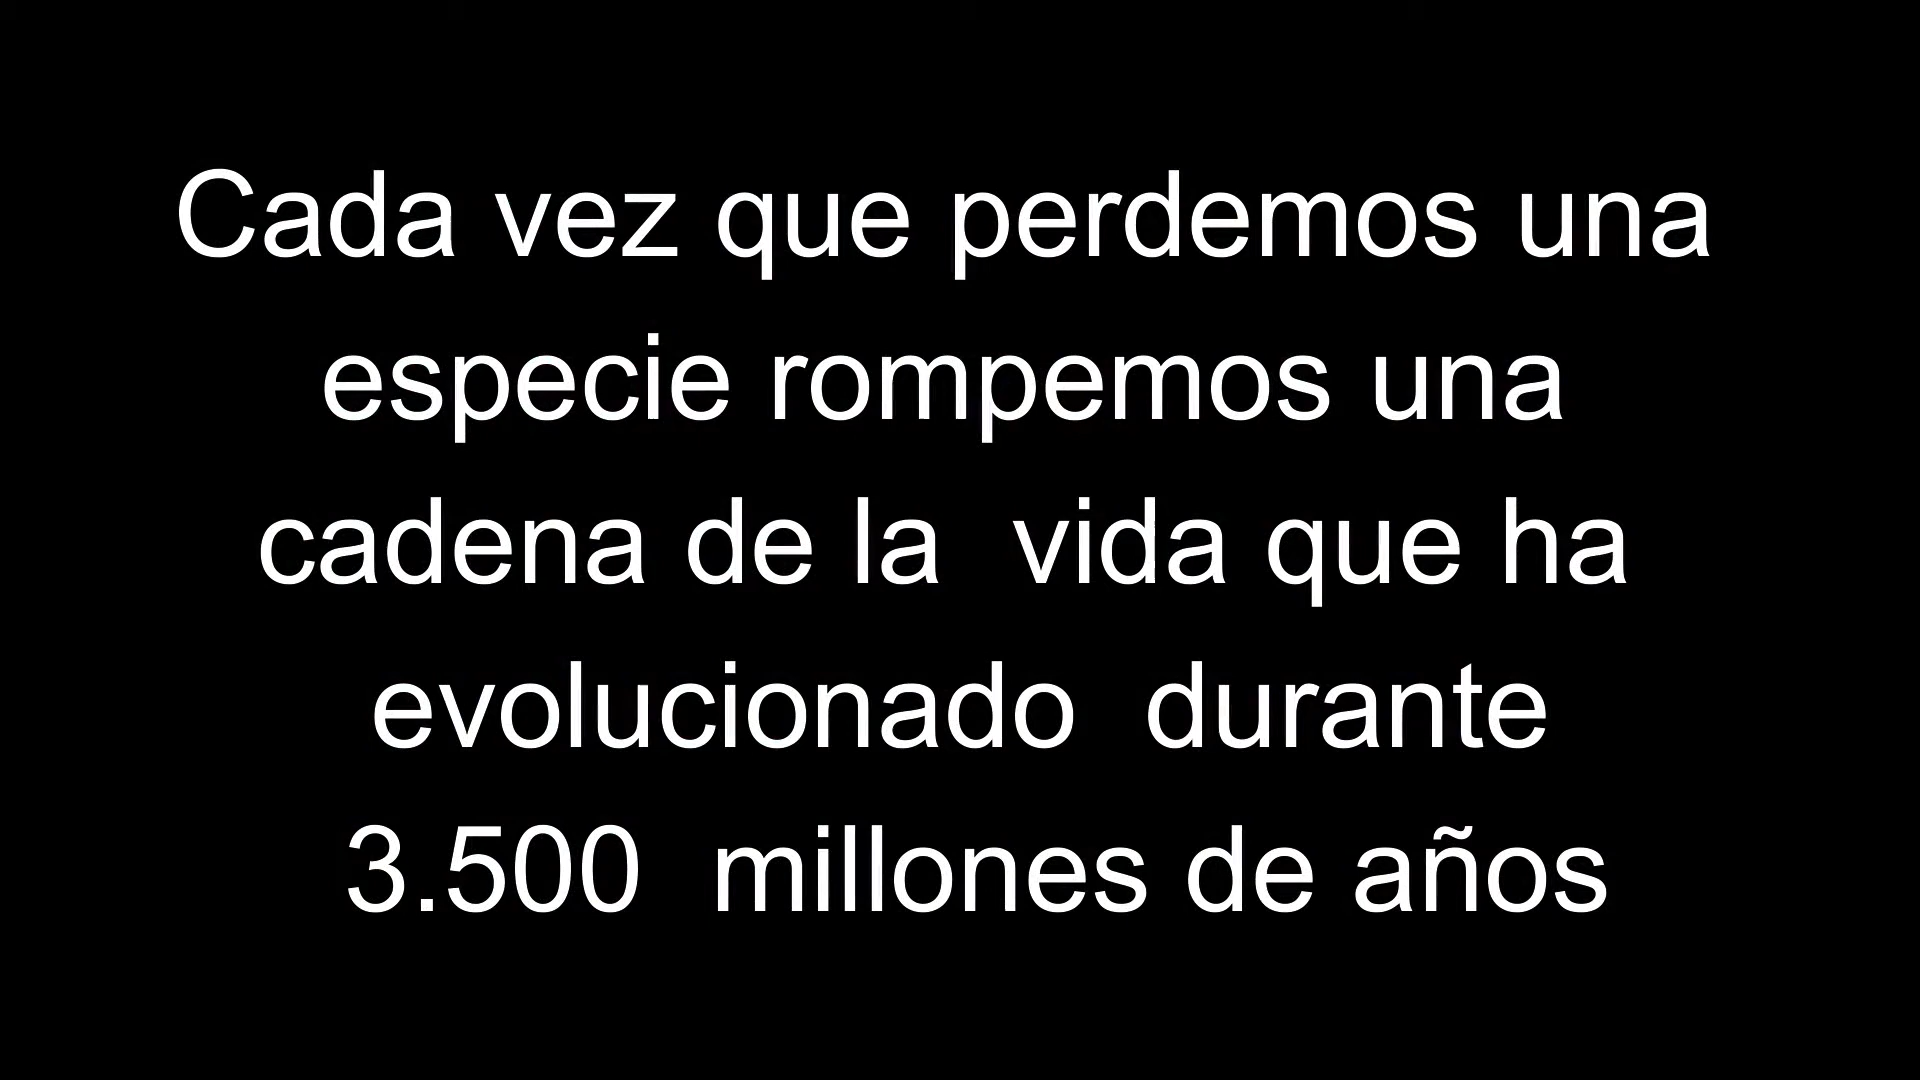 Cada vez que perdemos una
especie rompemos una
cadena de la  vida que ha
evolucionado  durante
3.500  millones de años